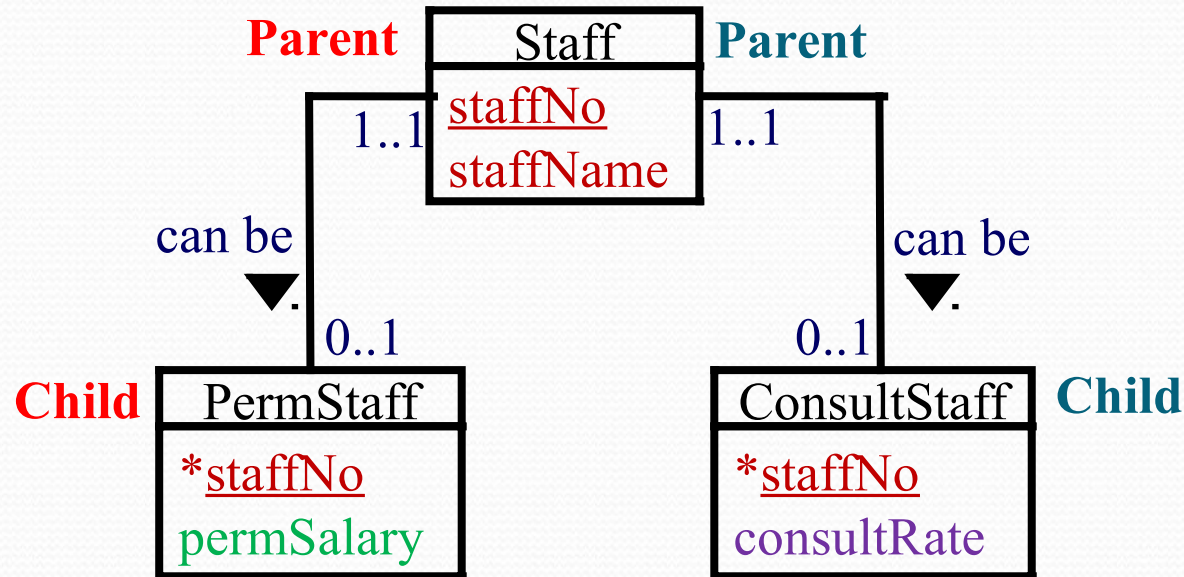 Parent Staff Parent
staffNo
1..1 1..1
staffName
can be can be
0..1 0..1
Child PermStaff ConsultStaff Child
*staffNo *staffNo
permSalary consultRate